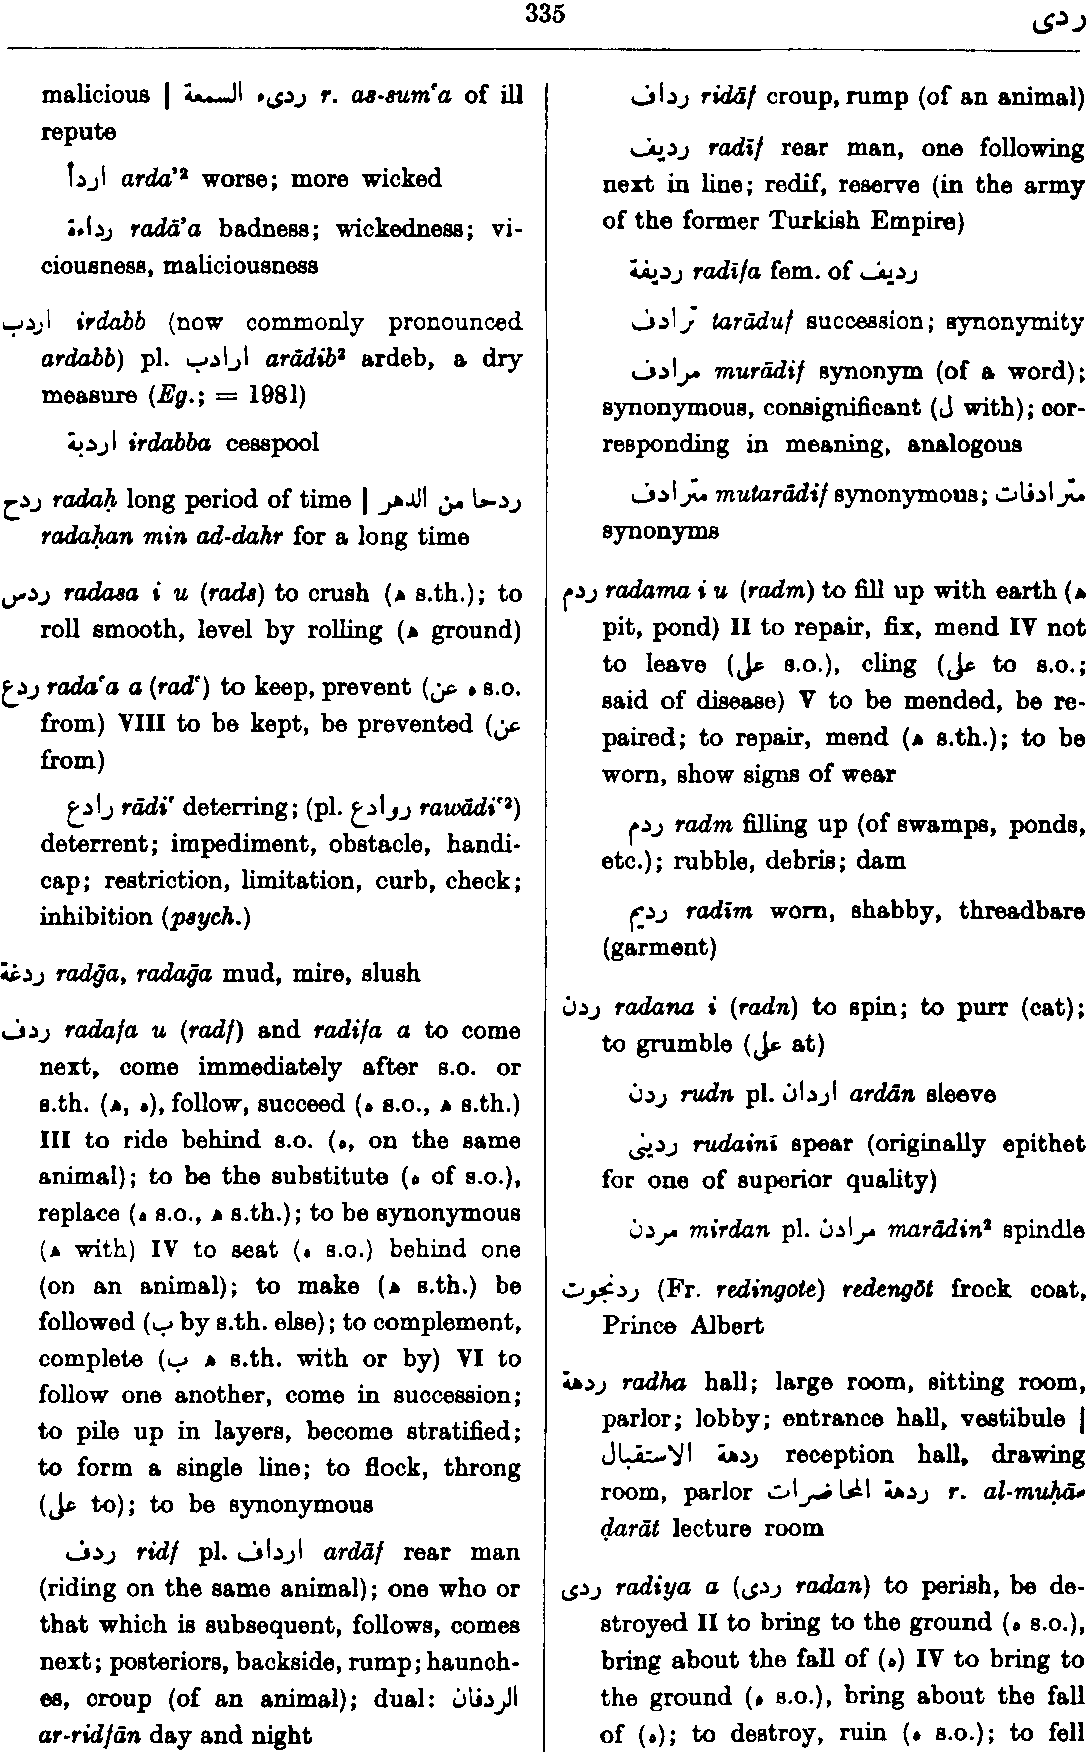 335
ردى
malicious | ردىء السمعة r. as-sum‘a of ill
repute
اردأ arda’² worse; more wicked
رداءة radā’a badness; wickedness; vi-
ciousness, maliciousness
اردب irdabb (now commonly pronounced
ardabb) pl. ارادب arādib² ardeb, a dry
measure (Eg.; = 198 l)
اردبة irdabba cesspool
ردح radaḥ long period of time | ردحا من الدهر
radaḥan min ad-dahr for a long time
ردس radasa i u (rads) to crush (ه s.th.); to
roll smooth, level by rolling (ه ground)
ردع rada‘a a (rad‘) to keep, prevent (عن ه s.o.
from) VIII to be kept, be prevented (عن
from)
رادع rādi‘ deterring; (pl. روادع rawādi‘²)
deterrent; impediment, obstacle, handi-
cap; restriction, limitation, curb, check;
inhibition (psych.)
ردغة radḡa, radaḡa mud, mire, slush
ردف radafa u (radf) and radifa a to come
next, come immediately after s.o. or
s.th. (ه, ه), follow, succeed (ه s.o., ه s.th.)
III to ride behind s.o. (ه, on the same
animal); to be the substitute (ه of s.o.),
replace (ه s.o., ه s.th.); to be synonymous
(ه with) IV to seat (ه s.o.) behind one
(on an animal); to make (ه s.th.) be
followed (ب by s.th. else); to complement,
complete (ب ه s.th. with or by) VI to
follow one another, come in succession;
to pile up in layers, become stratified;
to form a single line; to flock, throng
(على to); to be synonymous
ردف ridf pl. ارداف ardāf rear man
(riding on the same animal); one who or
that which is subsequent, follows, comes
next; posteriors, backside, rump; haunch-
es, croup (of an animal); dual: الردفان
ar-ridfān day and night
رداف ridāf croup, rump (of an animal)
رديف radīf rear man, one following
next in line; redif, reserve (in the army
of the former Turkish Empire)
رديفة radīfa fem. of رديف
ترادف tarāduf succession; synonymity
مرادف murādif synonym (of a word);
synonymous, consignificant (ل with); cor-
responding in meaning, analogous
مترادف mutarādif synonymous; مترادفات
synonyms
ردم radama i u (radm) to fill up with earth (ه
pit, pond) II to repair, fix, mend IV not
to leave (على s.o.), cling (على to s.o.;
said of disease) V to be mended, be re-
paired; to repair, mend (ه s.th.); to be
worn, show signs of wear
ردم radm filling up (of swamps, ponds,
etc.); rubble, debris; dam
رديم radīm worn, shabby, threadbare
(garment)
ردن radana i (radn) to spin; to purr (cat);
to grumble (على at)
ردن rudn pl. اردان ardān sleeve
ردينى rudainī spear (originally epithet
for one of superior quality)
مردن mirdan pl. مرادن marādin² spindle
ردنجوت (Fr. redingote) redengōt frock coat,
Prince Albert
ردهة radha hall; large room, sitting room,
parlor; lobby; entrance hall, vestibule |
ردهة الاستقبال reception hall, drawing
room, parlor ردهة المحاضرات r. al-muḥā-
ḍarāt lecture room
ردى radiya a (ردى radan) to perish, be de-
stroyed II to bring to the ground (ه s.o.),
bring about the fall of (ه) IV to bring to
the ground (ه s.o.), bring about the fall
of (ه); to destroy, ruin (ه s.o.); to fell